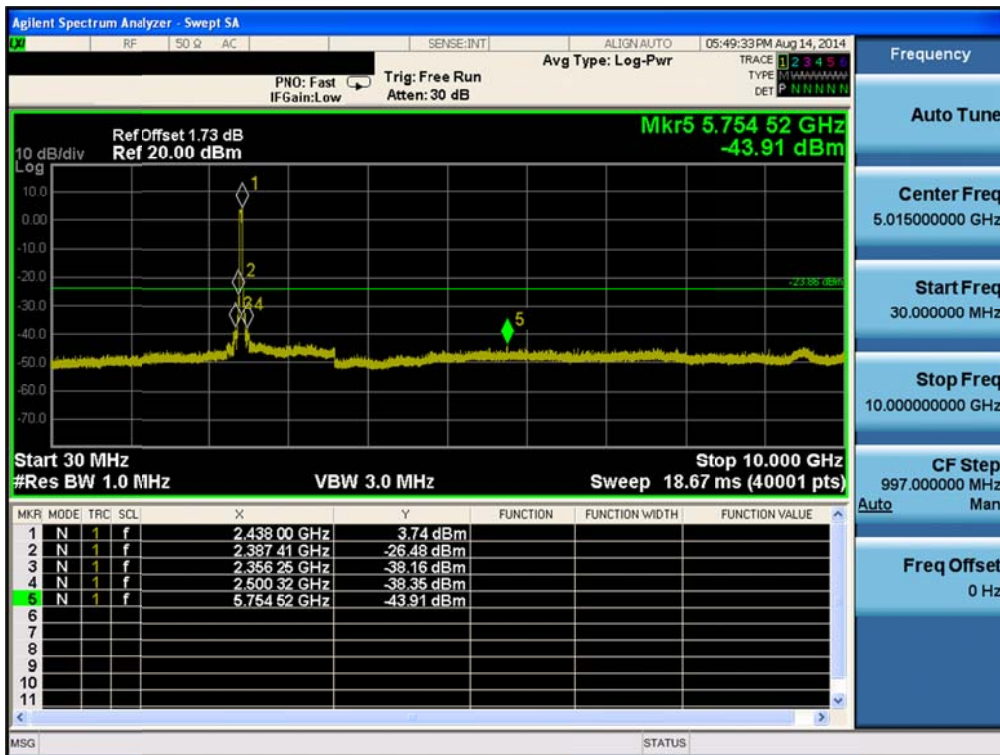 Agilent Spectrum Analyzer - Swept SA
LXI RF 50 Ω AC SENSE:INT ALIGN AUTO 05:49:33 PM Aug 14, 2014
PNO: Fast
IFGain:Low
Trig: Free Run
Atten: 30 dB
Avg Type: Log-Pwr
TRACE 1 2 3 4 5 6
TYPE M
DET P N N N N N
Ref Offset 1.73 dB
10 dB/div Ref 20.00 dBm
Log
Mkr5 5.754 52 GHz
-43.91 dBm
10.0
0.00
-10.0
-20.0
-30.0
-40.0
-50.0
-60.0
-70.0
1
2
3 4
5
-23.86 dBm
Start 30 MHz Stop 10.000 GHz
#Res BW 1.0 MHz VBW 3.0 MHz Sweep 18.67 ms (40001 pts)
MKR MODE TRC SCL X Y FUNCTION FUNCTION WIDTH FUNCTION VALUE
1 N 1 f 2.438 00 GHz 3.74 dBm
2 N 1 f 2.387 41 GHz -26.48 dBm
3 N 1 f 2.356 25 GHz -38.16 dBm
4 N 1 f 2.500 32 GHz -38.35 dBm
5 N 1 f 5.754 52 GHz -43.91 dBm
6
7
8
9
10
11
MSG STATUS
Frequency
Auto Tune
Center Freq
5.015000000 GHz
Start Freq
30.000000 MHz
Stop Freq
10.000000000 GHz
CF Step
997.000000 MHz
Auto Man
Freq Offset
0 Hz